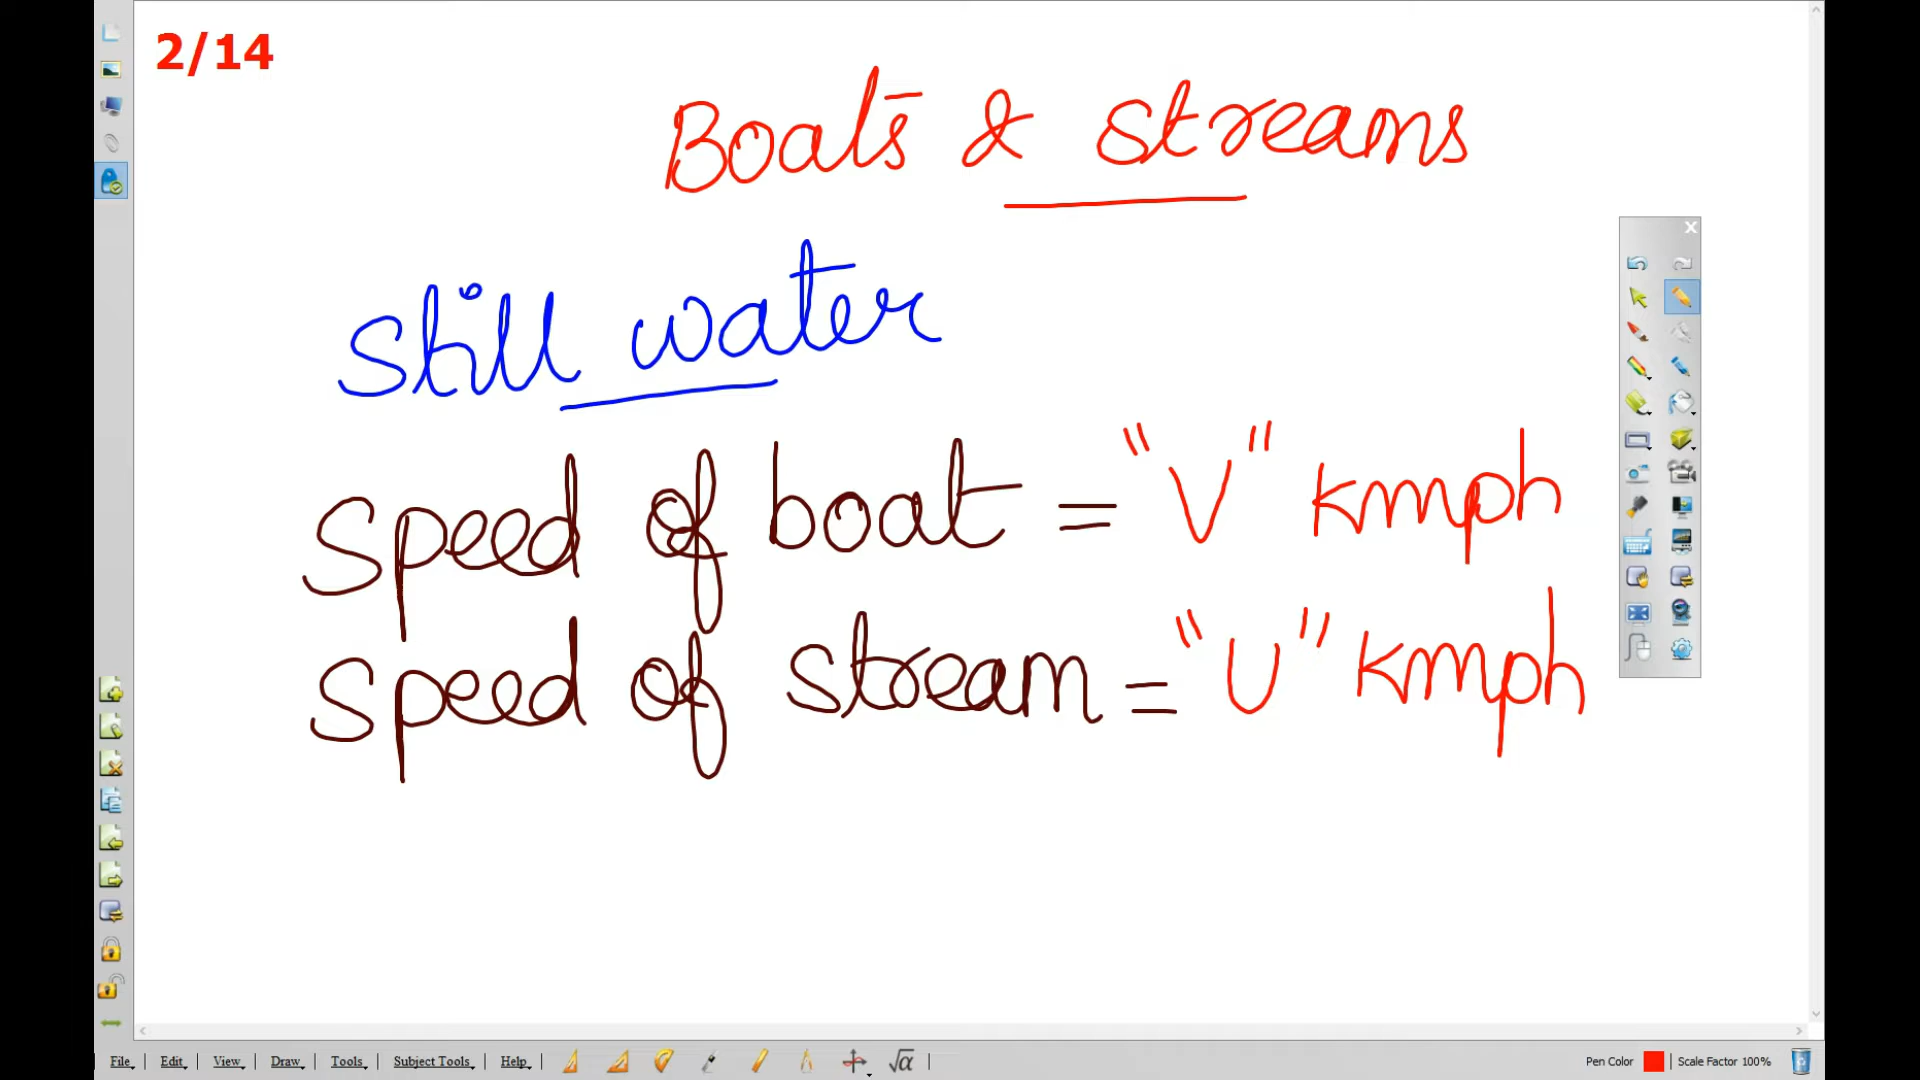 2/14
Boats & streams
Still water
Speed of boat = "V" kmph
Speed of stream = "U" kmph
File Edit View Draw Tools Subject Tools Help Pen Color Scale Factor 100%